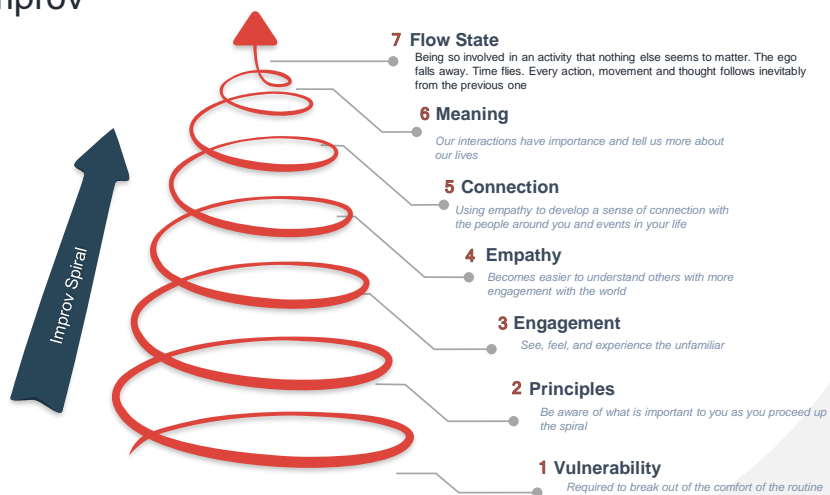 7 Flow State
Being so involved in an activity that nothing else seems to matter. The ego
falls away. Time flies. Every action, movement and thought follows inevitably
from the previous one
6 Meaning
Our interactions have importance and tell us more about
our lives
5 Connection
Using empathy to develop a sense of connection with
the people around you and events in your life
4 Empathy
Becomes easier to understand others with more
engagement with the world
3 Engagement
See, feel, and experience the unfamiliar
2 Principles
Be aware of what is important to you as you proceed up
the spiral
1 Vulnerability
Required to break out of the comfort of the routine
Improv Spiral